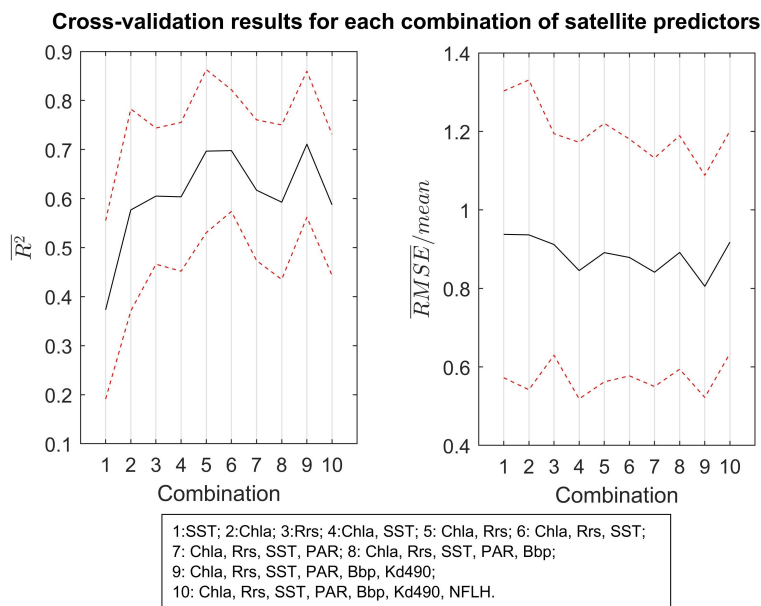 Cross-validation results for each combination of satellite predictors
0.9
0.8
0.7
0.6
0.5
0.4
0.3
0.2
0.1
R²
1 2 3 4 5 6 7 8 9 10
Combination
1.4
1.2
1
0.8
0.6
0.4
RMSE/mean
1 2 3 4 5 6 7 8 9 10
Combination
1:SST; 2:Chla; 3:Rrs; 4:Chla, SST; 5: Chla, Rrs; 6: Chla, Rrs, SST;
7: Chla, Rrs, SST, PAR; 8: Chla, Rrs, SST, PAR, Bbp;
9: Chla, Rrs, SST, PAR, Bbp, Kd490;
10: Chla, Rrs, SST, PAR, Bbp, Kd490, NFLH.